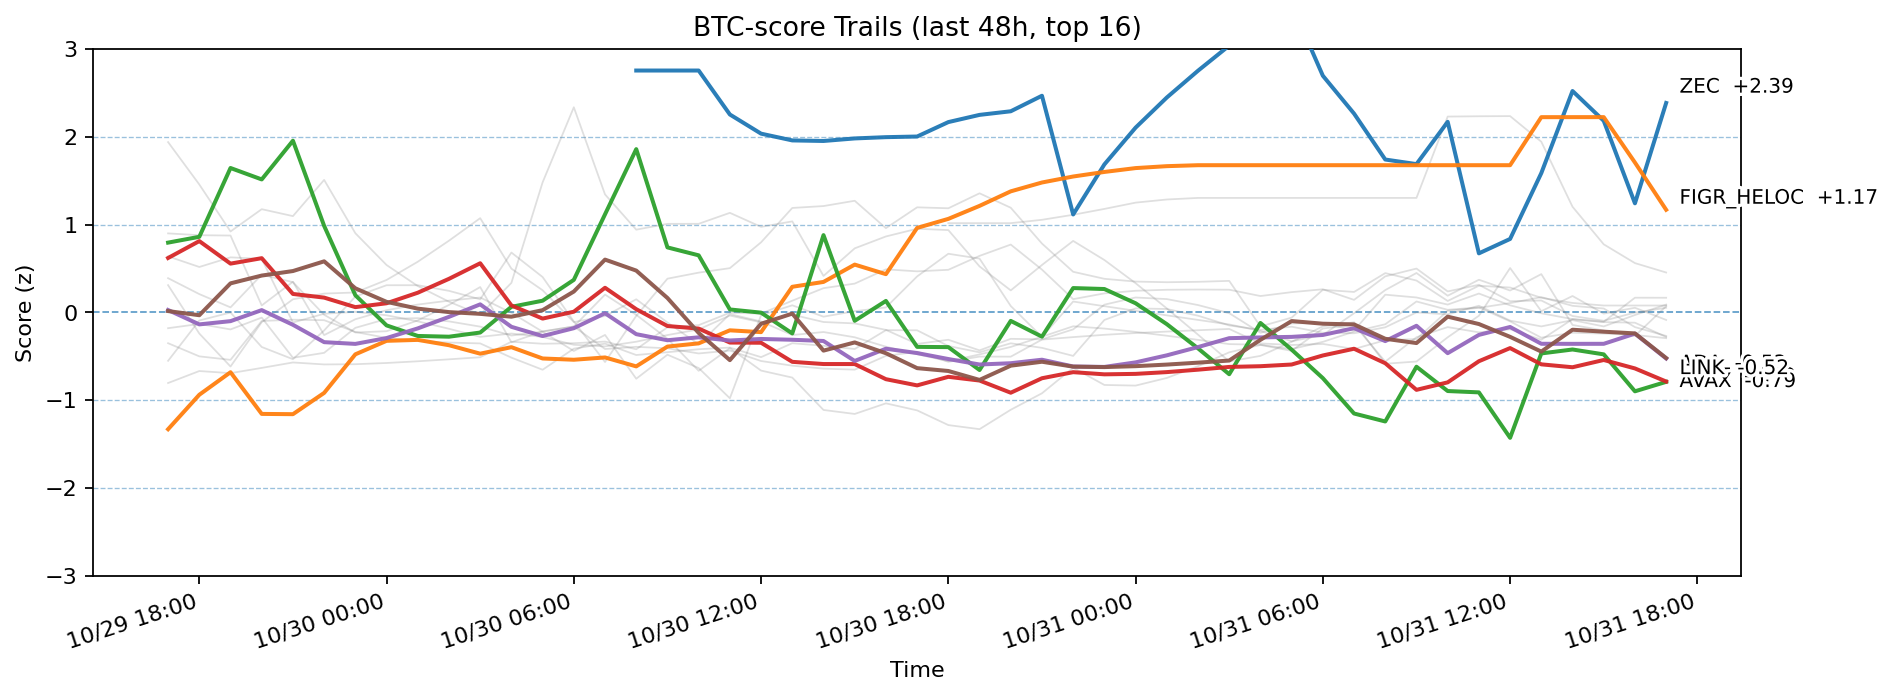 BTC-score Trails (last 48h, top 16)
Score (z)
3
2
1
0
−1
−2
−3
ZEC +2.39
FIGR_HELOC +1.17
LINK -0.52
AVAX -0.79
10/29 18:00
10/30 00:00
10/30 06:00
10/30 12:00
10/30 18:00
10/31 00:00
10/31 06:00
10/31 12:00
10/31 18:00
Time